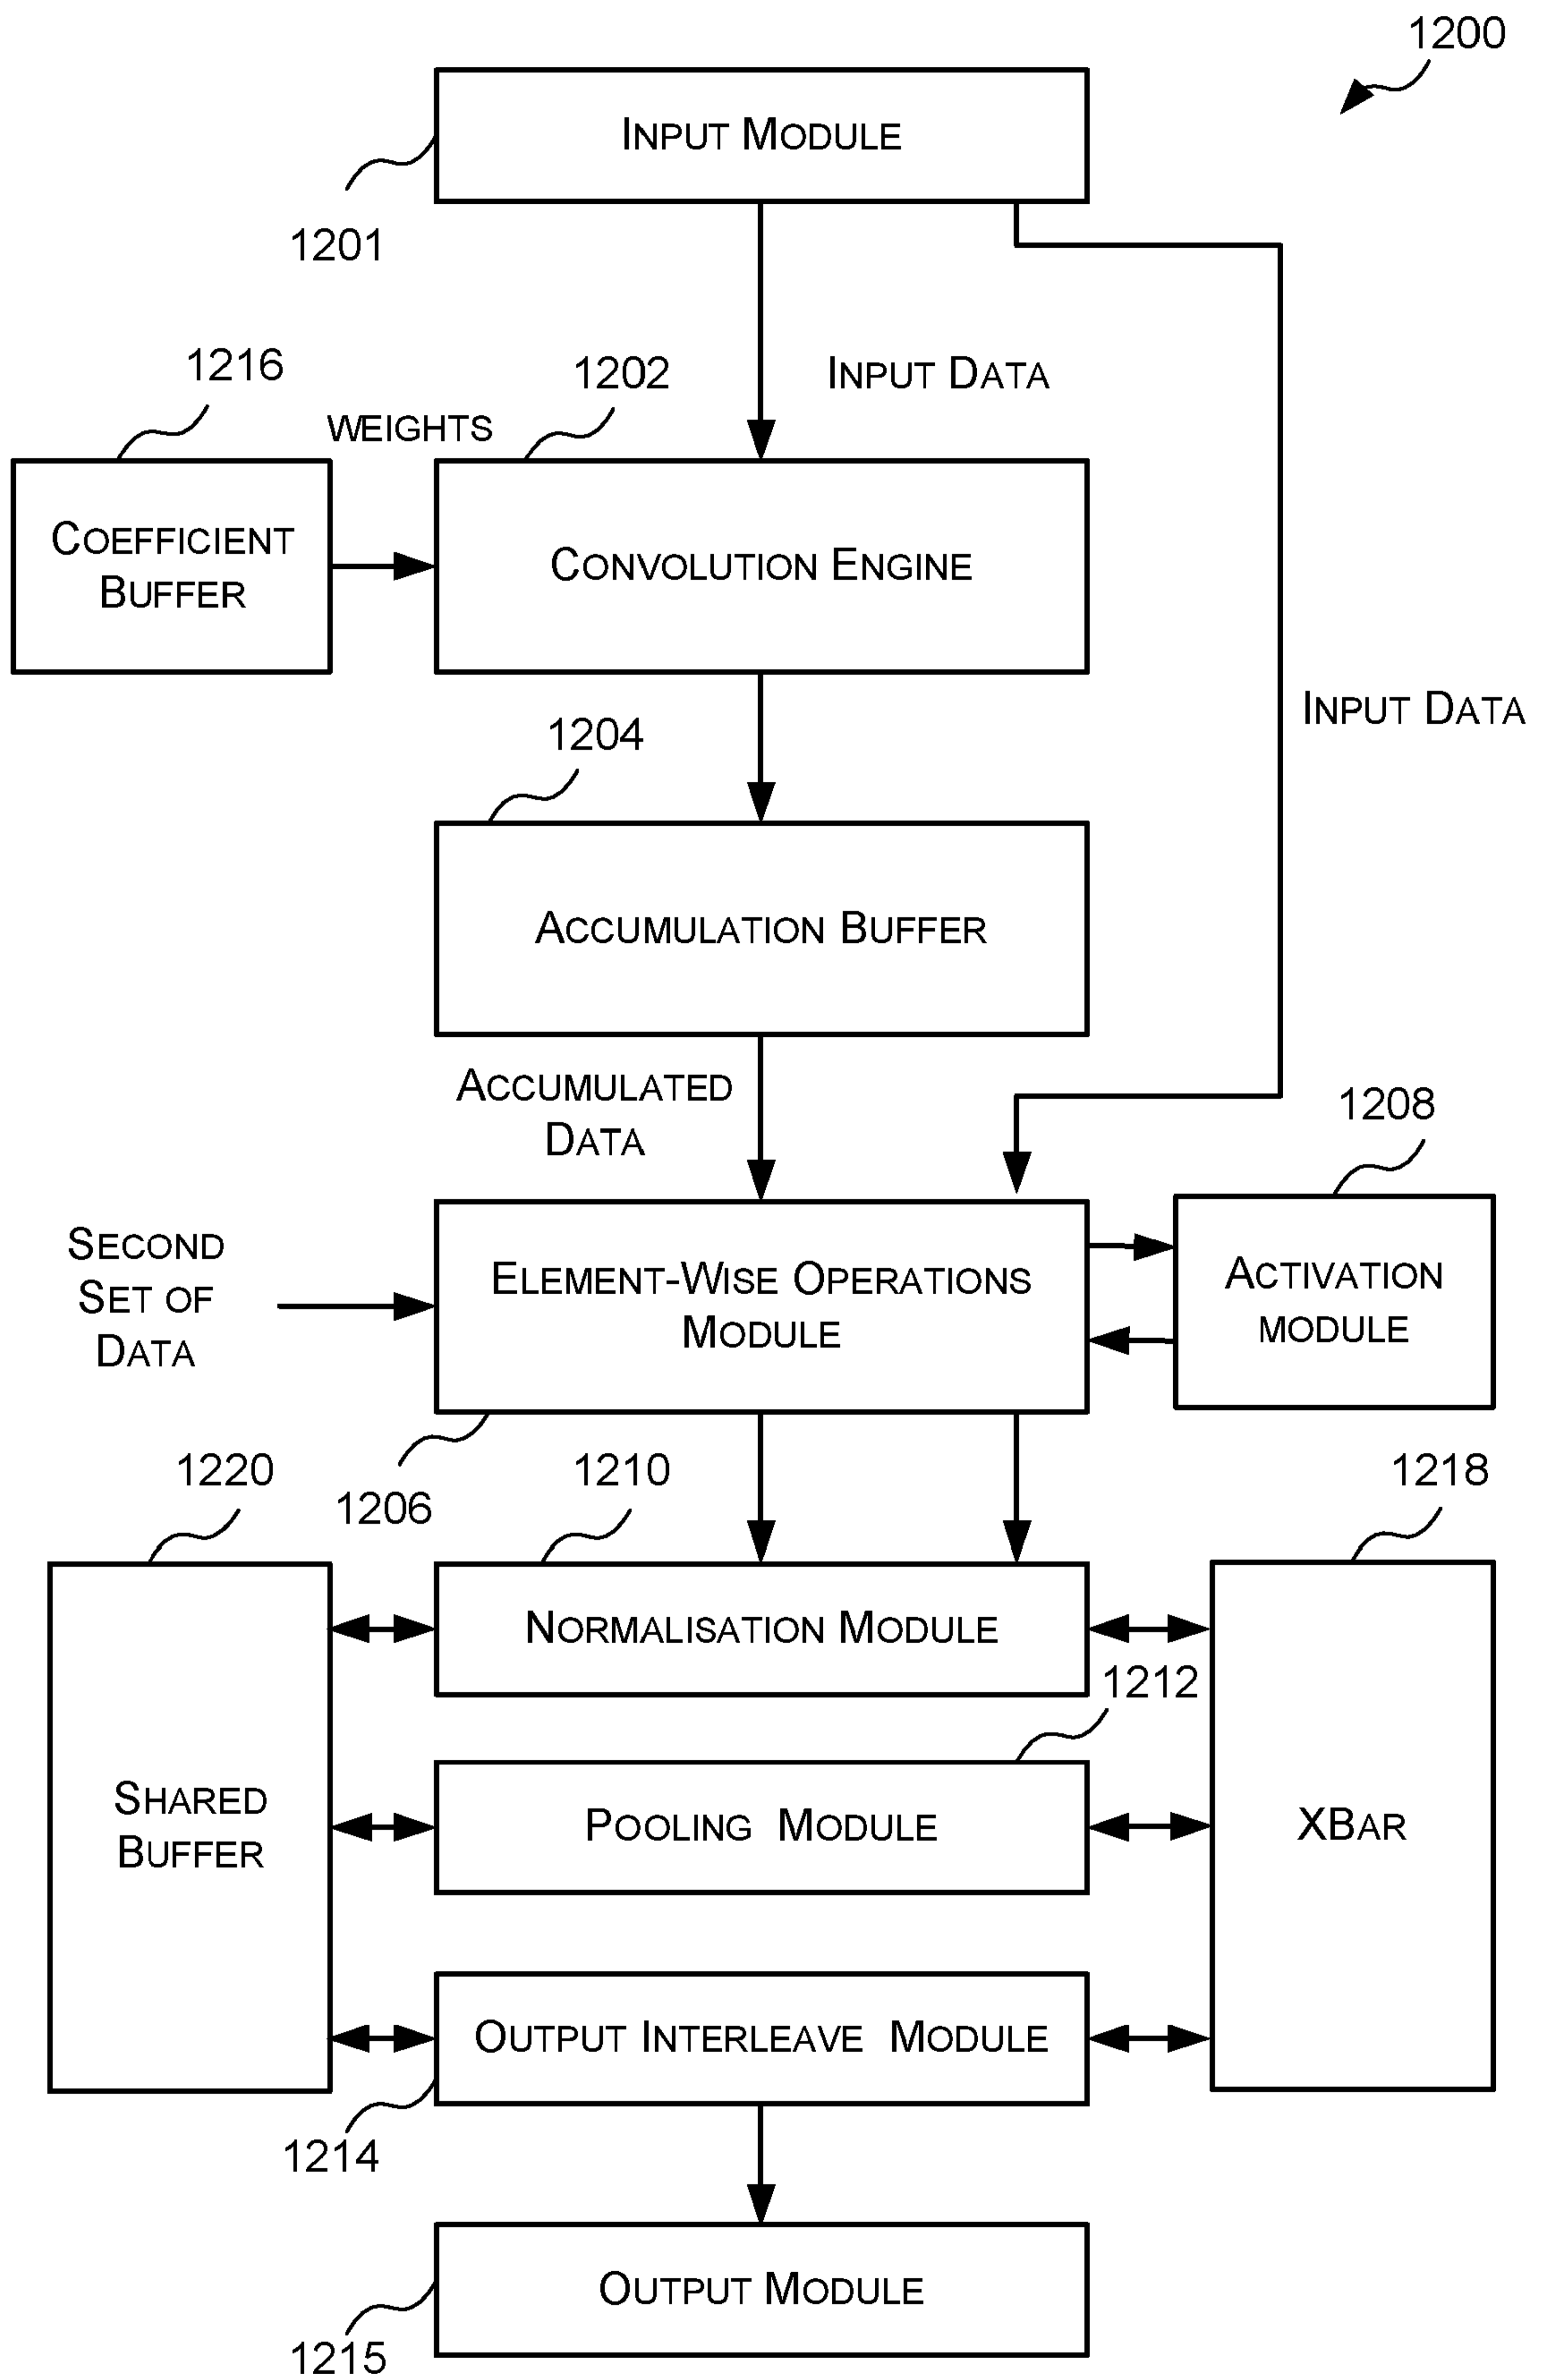 1200
INPUT MODULE
1201
1216
1202
INPUT DATA
WEIGHTS
COEFFICIENT
BUFFER
CONVOLUTION ENGINE
INPUT DATA
1204
ACCUMULATION BUFFER
ACCUMULATED
DATA
1208
SECOND
SET OF
DATA
ELEMENT-WISE OPERATIONS
MODULE
ACTIVATION
MODULE
1220
1206
1210
1218
NORMALISATION MODULE
1212
SHARED
BUFFER
POOLING MODULE
XBAR
OUTPUT INTERLEAVE MODULE
1214
OUTPUT MODULE
1215